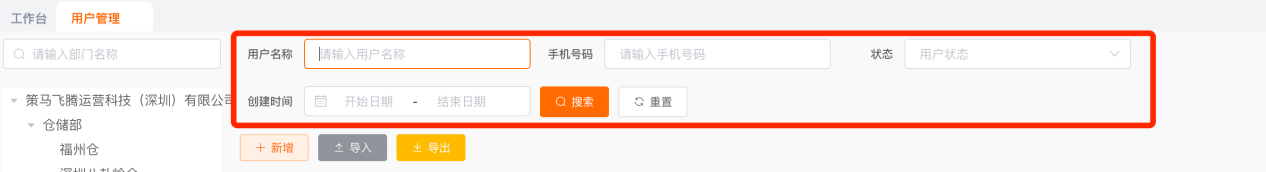 工作台 用户管理
请输入部门名称
用户名称 请输入用户名称 手机号码 请输入手机号码 状态 用户状态
策马飞腾运营科技（深圳）有限公司
创建时间 开始日期 - 结束日期 搜索 重置
仓储部
新增 导入 导出
福州仓